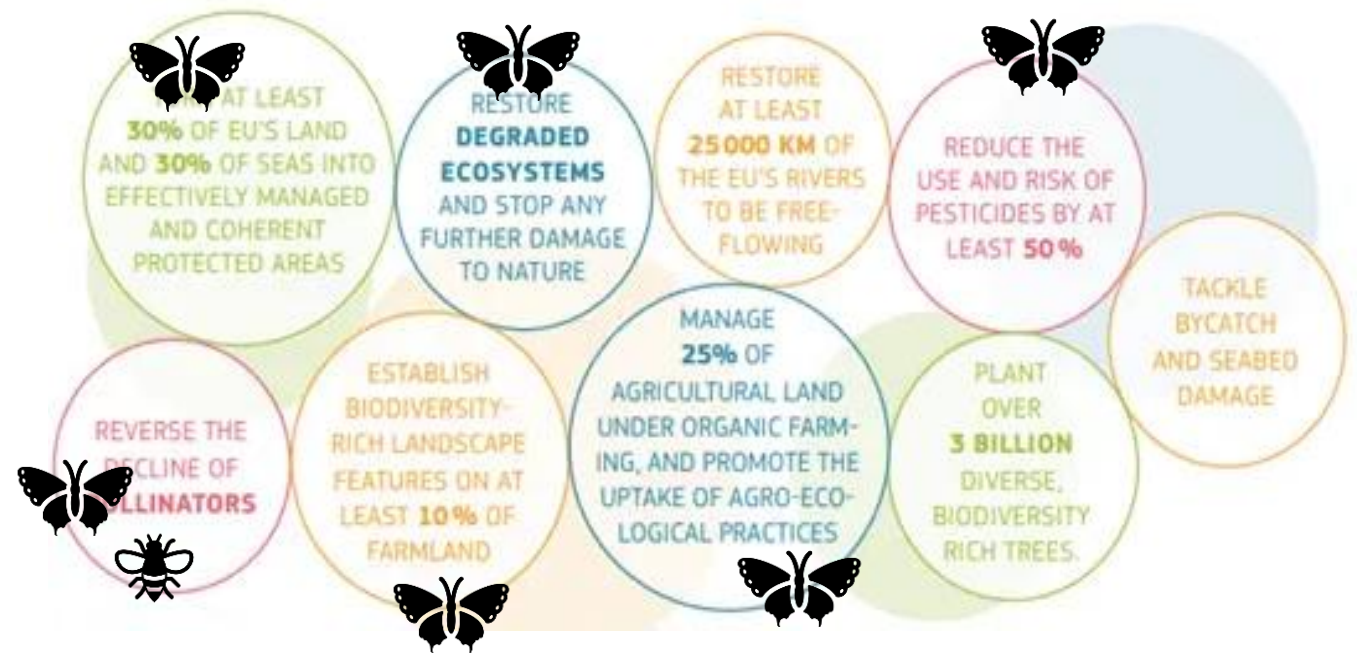 AT LEAST
30% OF EU'S LAND
AND 30% OF SEAS INTO
EFFECTIVELY MANAGED
AND COHERENT
PROTECTED AREAS
RESTORE
DEGRADED
ECOSYSTEMS
AND STOP ANY
FURTHER DAMAGE
TO NATURE
RESTORE
AT LEAST
25000 KM OF
THE EU'S RIVERS
TO BE FREE-
FLOWING
REDUCE THE
USE AND RISK OF
PESTICIDES BY AT
LEAST 50%
TACKLE
BYCATCH
AND SEABED
DAMAGE
REVERSE THE
DECLINE OF
LLINATORS
ESTABLISH
BIODIVERSITY-
RICH LANDSCAPE
FEATURES ON AT
LEAST 10% OF
FARMLAND
MANAGE
25% OF
AGRICULTURAL LAND
UNDER ORGANIC FARM-
ING, AND PROMOTE THE
UPTAKE OF AGRO-ECO-
LOGICAL PRACTICES
PLANT
OVER
3 BILLION
DIVERSE,
BIODIVERSITY
RICH TREES.